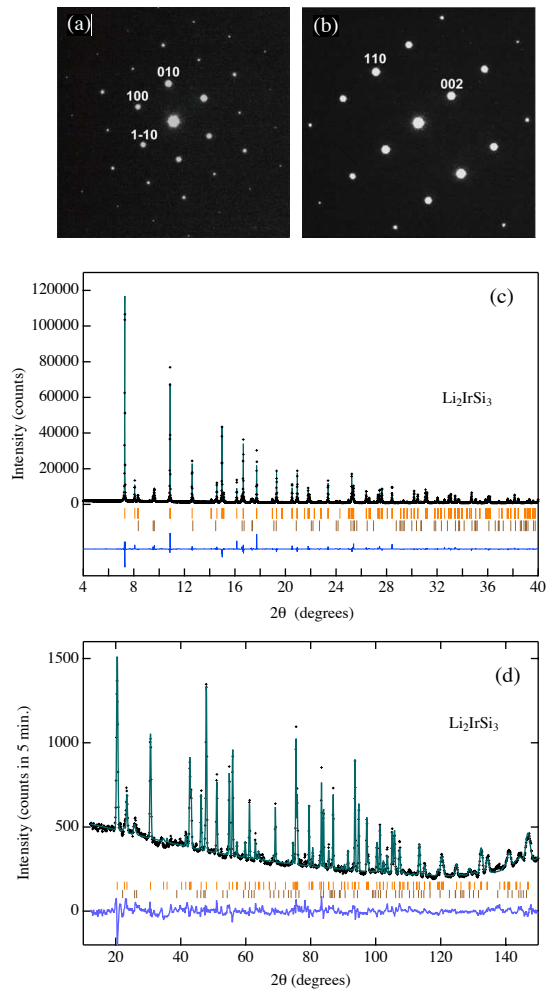 (a)
010
100
1-10
(b)
110
002
(c)
Li₂IrSi₃
Intensity (counts)
120000
100000
80000
60000
40000
20000
0
4 8 12 16 20 24 28 32 36 40
2θ (degrees)
(d)
Li₂IrSi₃
Intensity (counts in 5 min.)
1500
1000
500
0
20 40 60 80 100 120 140
2θ (degrees)